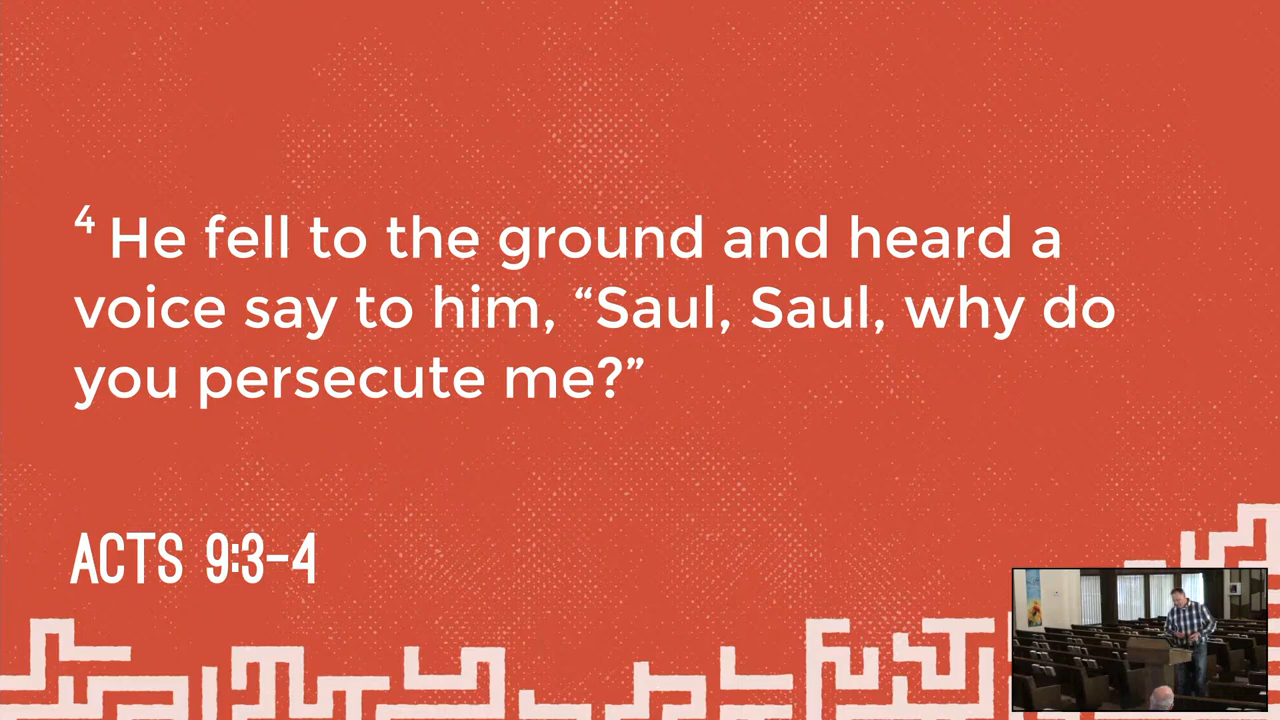 ⁴ He fell to the ground and heard a
voice say to him, “Saul, Saul, why do
you persecute me?”
ACTS 9:3-4